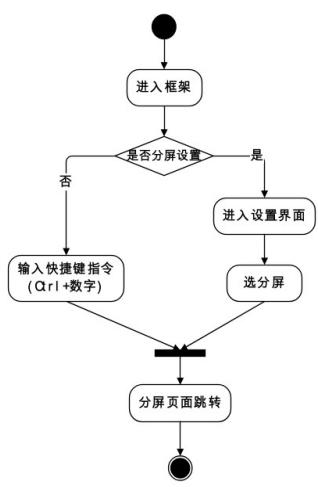 进入框架
是否分屏设置
是
否
进入设置界面
输入快捷键指令
(Ctrl+数字)
选分屏
分屏页面跳转